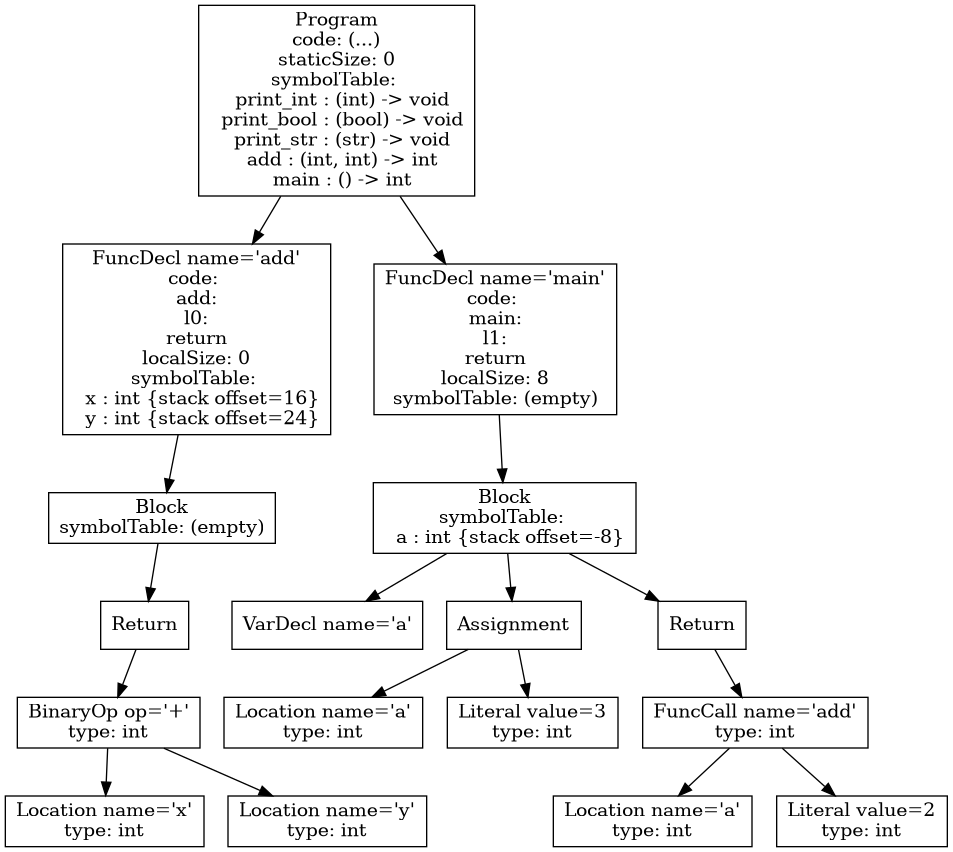 Program
code: (...)
staticSize: 0
symbolTable:
print_int : (int) -> void
print_bool : (bool) -> void
print_str : (str) -> void
add : (int, int) -> int
main : () -> int
FuncDecl name='add'
code:
add:
l0:
return
localSize: 0
symbolTable:
x : int {stack offset=16}
y : int {stack offset=24}
FuncDecl name='main'
code:
main:
l1:
return
localSize: 8
symbolTable: (empty)
Block
symbolTable: (empty)
Block
symbolTable:
a : int {stack offset=-8}
Return
VarDecl name='a'
Assignment
Return
BinaryOp op='+'
type: int
Location name='a'
type: int
Literal value=3
type: int
FuncCall name='add'
type: int
Location name='x'
type: int
Location name='y'
type: int
Location name='a'
type: int
Literal value=2
type: int